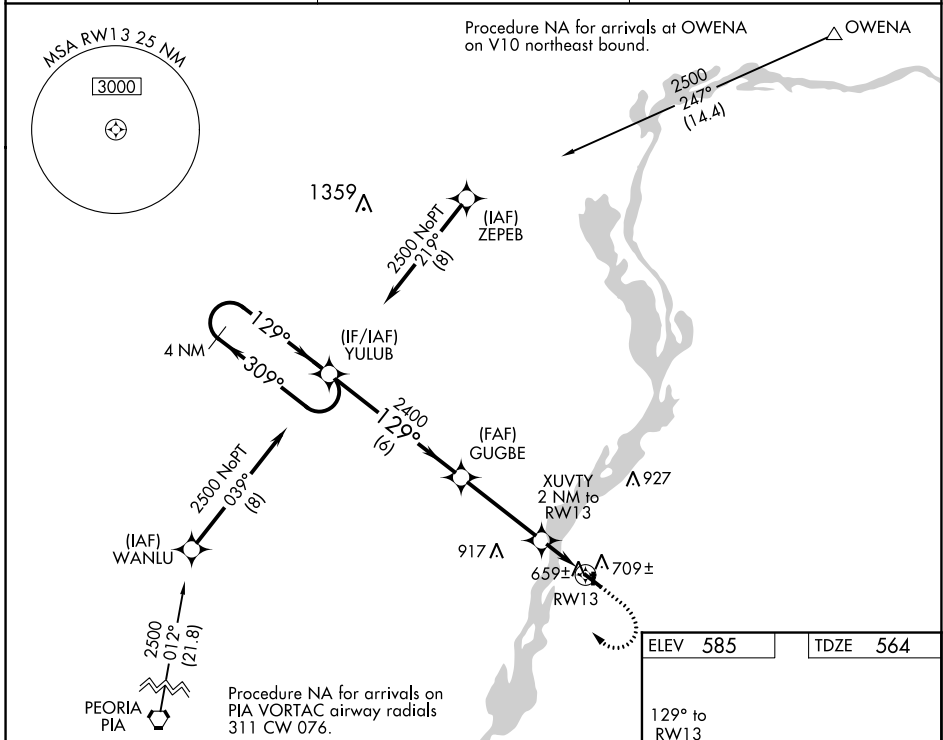 Procedure NA for arrivals at OWENA
on V10 northeast bound.
OWENA
MSA RW13 25 NM
3000
2500
247°
(14.4)
1359
(IAF)
ZEPEB
2500 NoPT
219°
(8)
129°
4 NM
309°
(IF/IAF)
YULUB
2400
129°
(6)
(FAF)
GUGBE
XUVTY
2 NM to
RW13
927
2500 NoPT
039°
(8)
(IAF)
WANLU
917
659±
709±
RW13
2500
012°
(21.8)
PEORIA
PIA
Procedure NA for arrivals on
PIA VORTAC airway radials
311 CW 076.
ELEV 585
TDZE 564
129° to
RW13